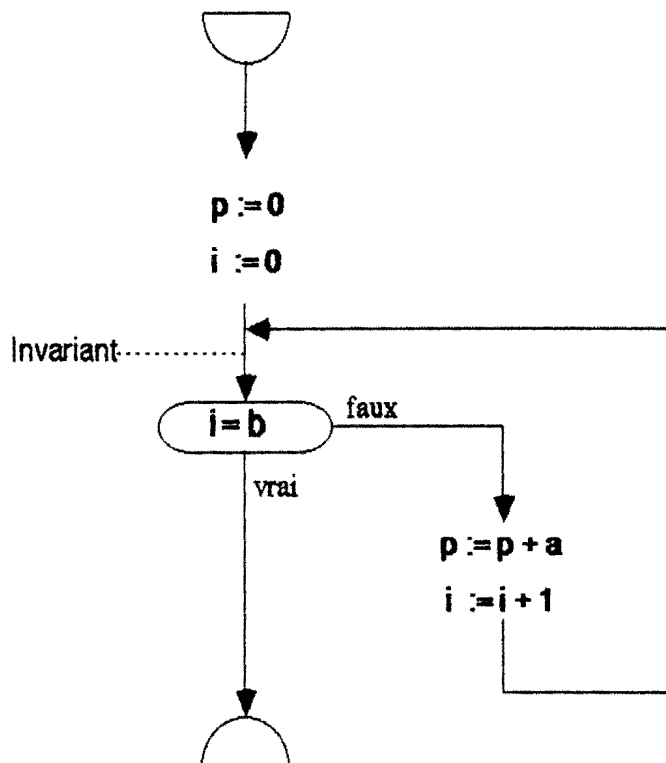 p := 0
i := 0
Invariant
i = b
faux
vrai
p := p + a
i := i + 1